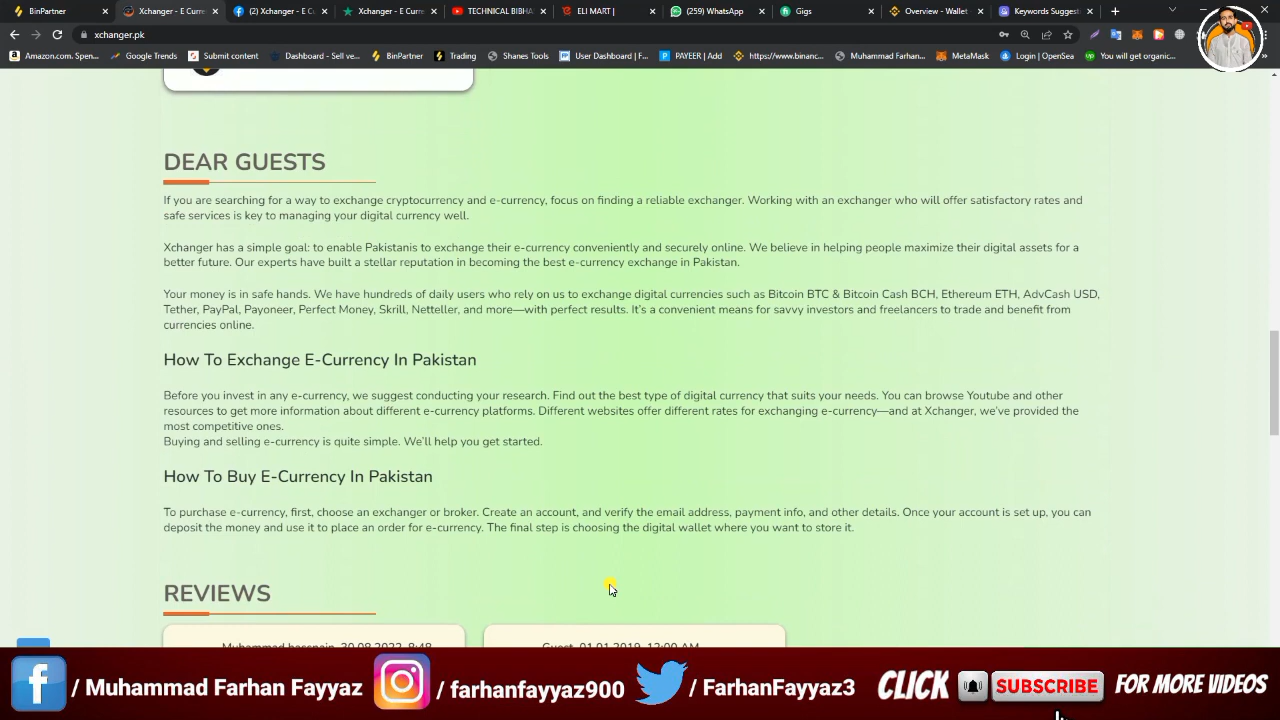 BinPartner
Xchanger - E Curre
(2) Xchanger - E C
Xchanger - E Curre
TECHNICAL BIBHA
ELI MART |
(259) WhatsApp
Gigs
Overview - Wallet
Keywords Suggest
xchanger.pk
Amazon.com. Spen...
Google Trends
Submit content
Dashboard - Sell ve...
BinPartner
Trading
Shanes Tools
User Dashboard | F...
PAYEER | Add
https://www.binanc...
Muhammad Farhan...
MetaMask
Login | OpenSea
You will get organic...
DEAR GUESTS
If you are searching for a way to exchange cryptocurrency and e-currency, focus on finding a reliable exchanger. Working with an exchanger who will offer satisfactory rates and
safe services is key to managing your digital currency well.
Xchanger has a simple goal: to enable Pakistanis to exchange their e-currency conveniently and securely online. We believe in helping people maximize their digital assets for a
better future. Our experts have built a stellar reputation in becoming the best e-currency exchange in Pakistan.
Your money is in safe hands. We have hundreds of daily users who rely on us to exchange digital currencies such as Bitcoin BTC & Bitcoin Cash BCH, Ethereum ETH, AdvCash USD,
Tether, PayPal, Payoneer, Perfect Money, Skrill, Netteller, and more—with perfect results. It's a convenient means for savvy investors and freelancers to trade and benefit from
currencies online.
How To Exchange E-Currency In Pakistan
Before you invest in any e-currency, we suggest conducting your research. Find out the best type of digital currency that suits your needs. You can browse Youtube and other
resources to get more information about different e-currency platforms. Different websites offer different rates for exchanging e-currency—and at Xchanger, we've provided the
most competitive ones.
Buying and selling e-currency is quite simple. We'll help you get started.
How To Buy E-Currency In Pakistan
To purchase e-currency, first, choose an exchanger or broker. Create an account, and verify the email address, payment info, and other details. Once your account is set up, you can
deposit the money and use it to place an order for e-currency. The final step is choosing the digital wallet where you want to store it.
REVIEWS
Muhammad hassnain, 30.08.2022, 8:48
Guest, 01.01.2019, 12:00 AM
/ Muhammad Farhan Fayyaz
/ farhanfayyaz900
/ FarhanFayyaz3
CLICK
SUBSCRIBE
FOR MORE VIDEOS